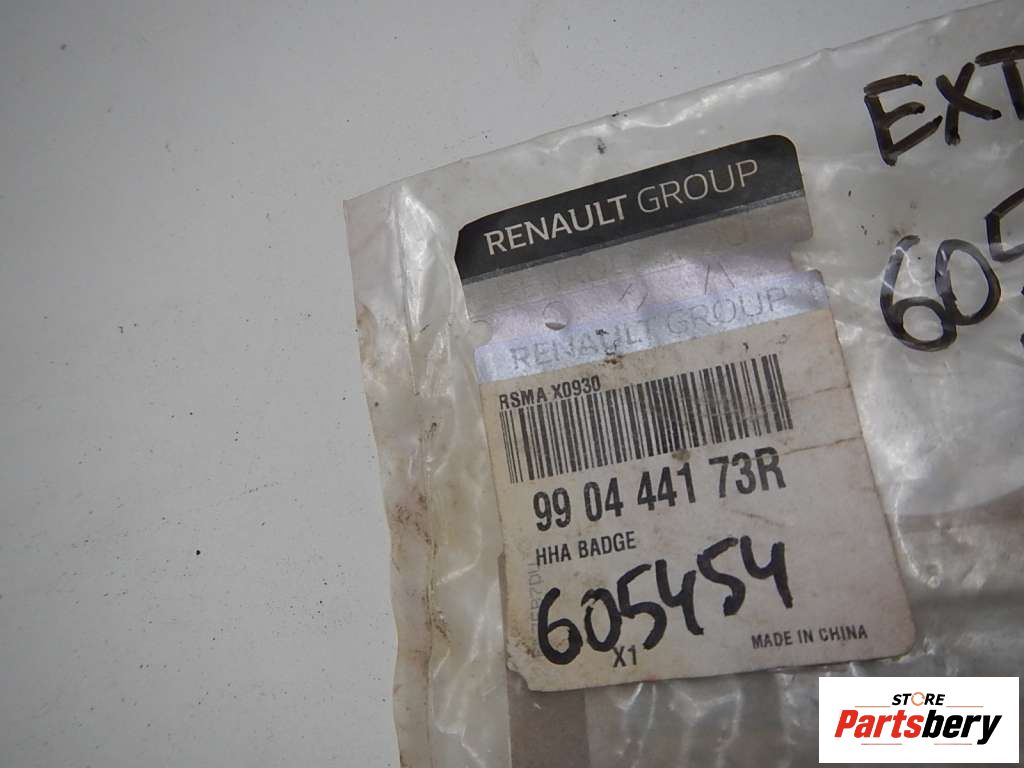 EXT
605
RENAULT GROUP
RENAULT GROUP
RSMA X0930
99 04 441 73R
HHA BADGE
605454
X1
MADE IN CHINA
STORE
Partsbery